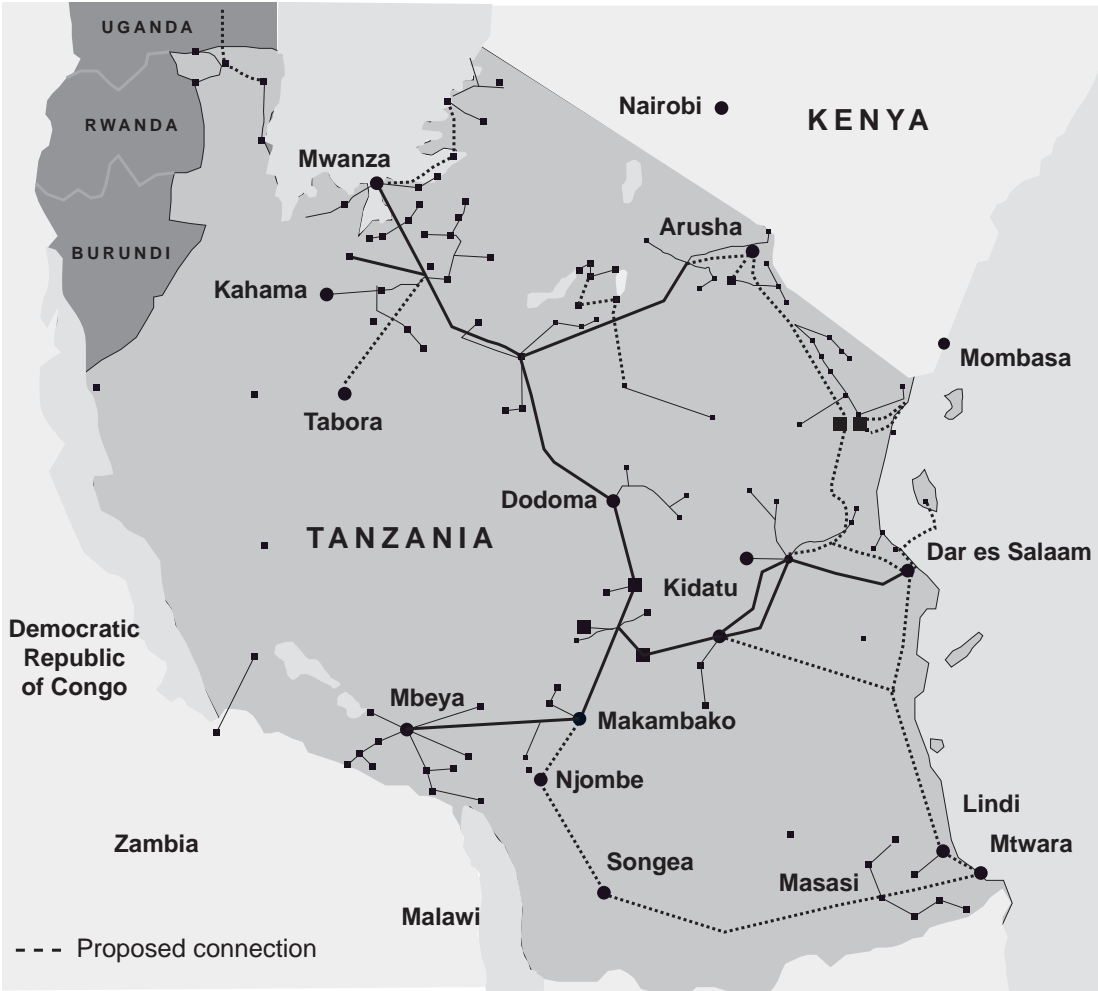 UGANDA
Nairobi
KENYA
RWANDA
Mwanza
Arusha
BURUNDI
Kahama
Mombasa
Tabora
Dodoma
TANZANIA
Dar es Salaam
Kidatu
Democratic
Republic
of Congo
Mbeya
Makambako
Njombe
Lindi
Zambia
Mtwara
Songea
Masasi
Malawi
Proposed connection